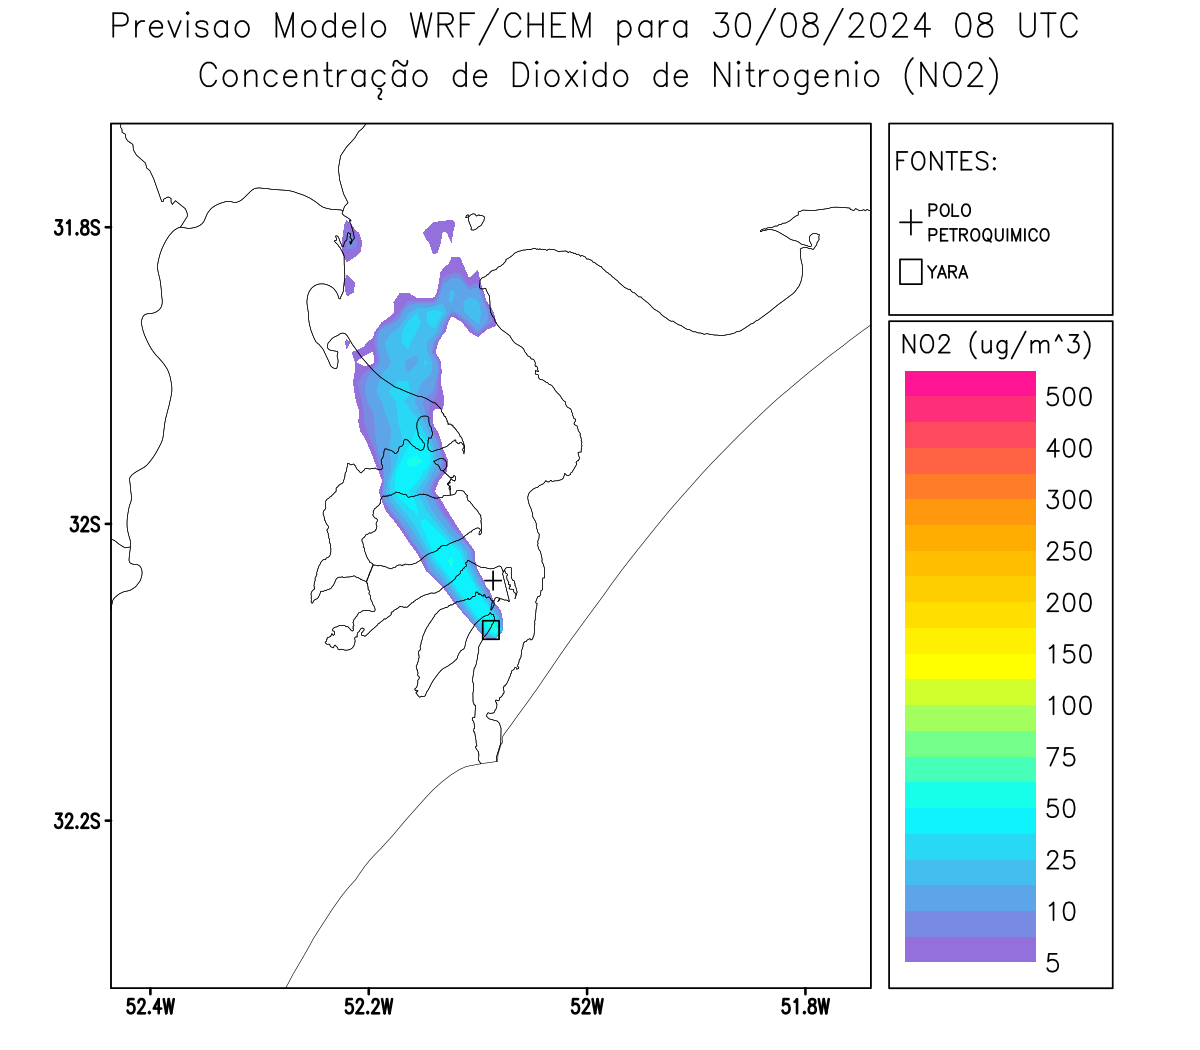 Previsao Modelo WRF/CHEM para 30/08/2024 08 UTC
Concentração de Dioxido de Nitrogenio (NO2)
FONTES:
POLO
PETROQUIMICO
YARA
NO2 (ug/m^3)
500
400
300
250
200
150
100
75
50
25
10
5
31.8S
32S
32.2S
52.4W
52.2W
52W
51.8W